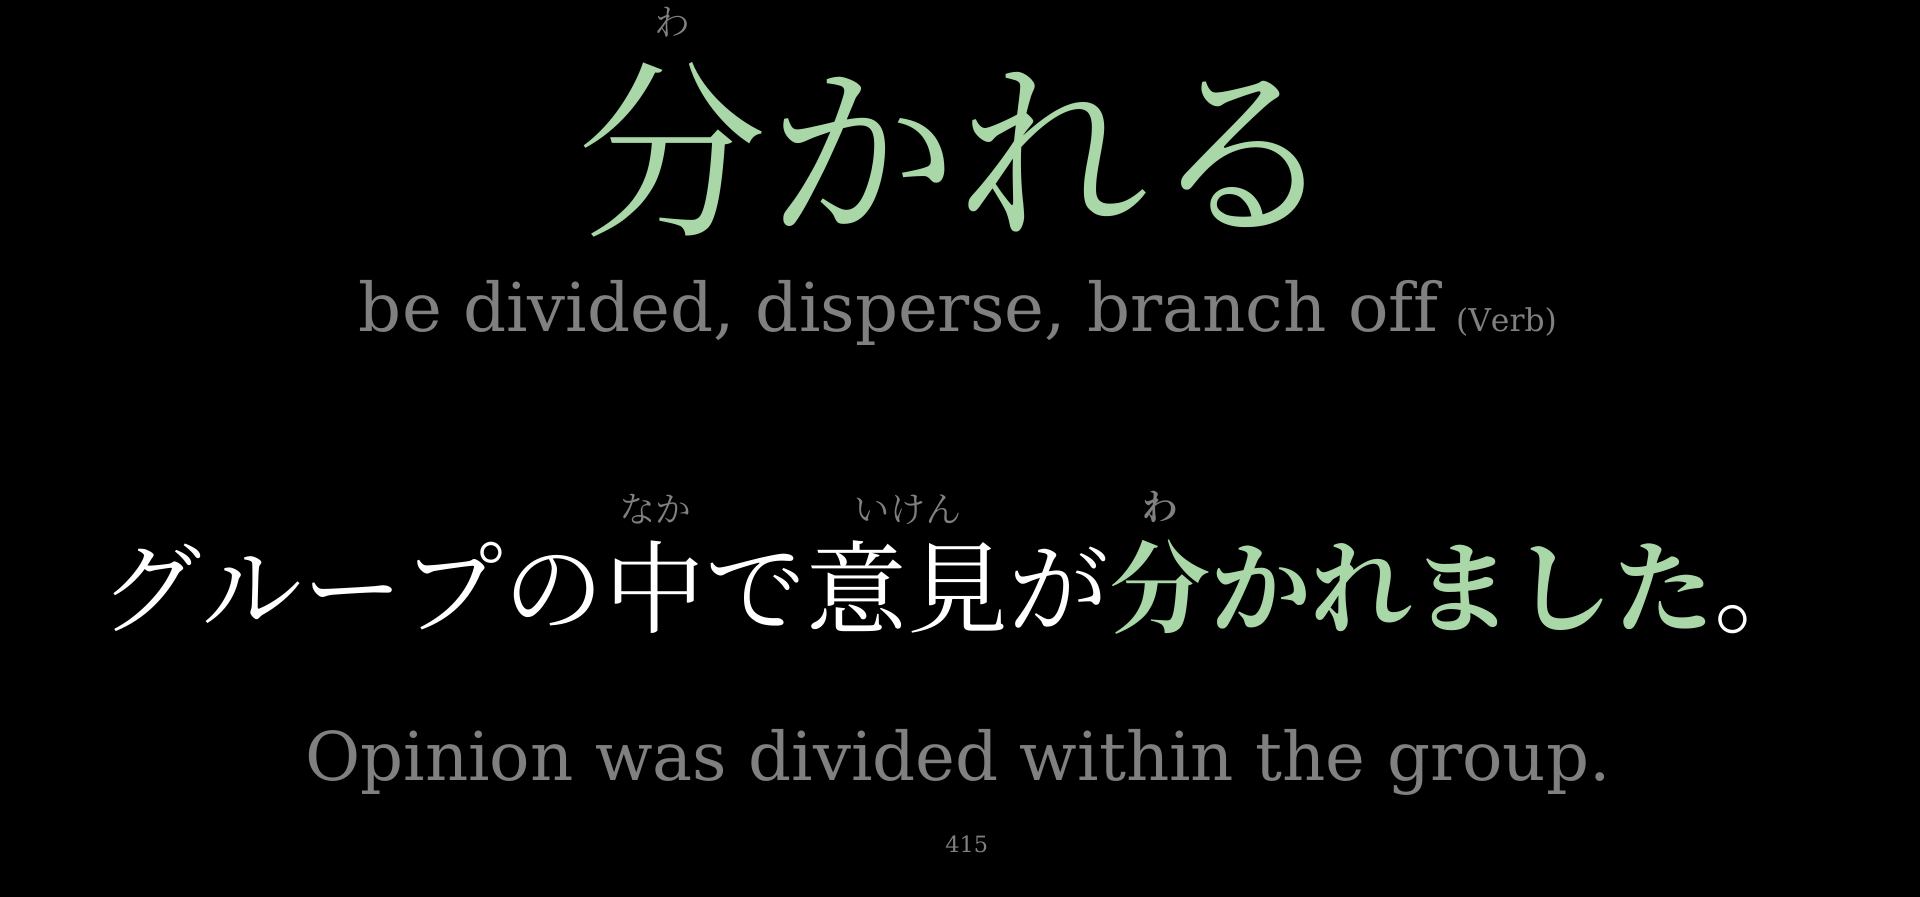 わ
分かれる
be divided, disperse, branch off (Verb)
なか いけん わ
グループの中で意見が分かれました。
Opinion was divided within the group.
415